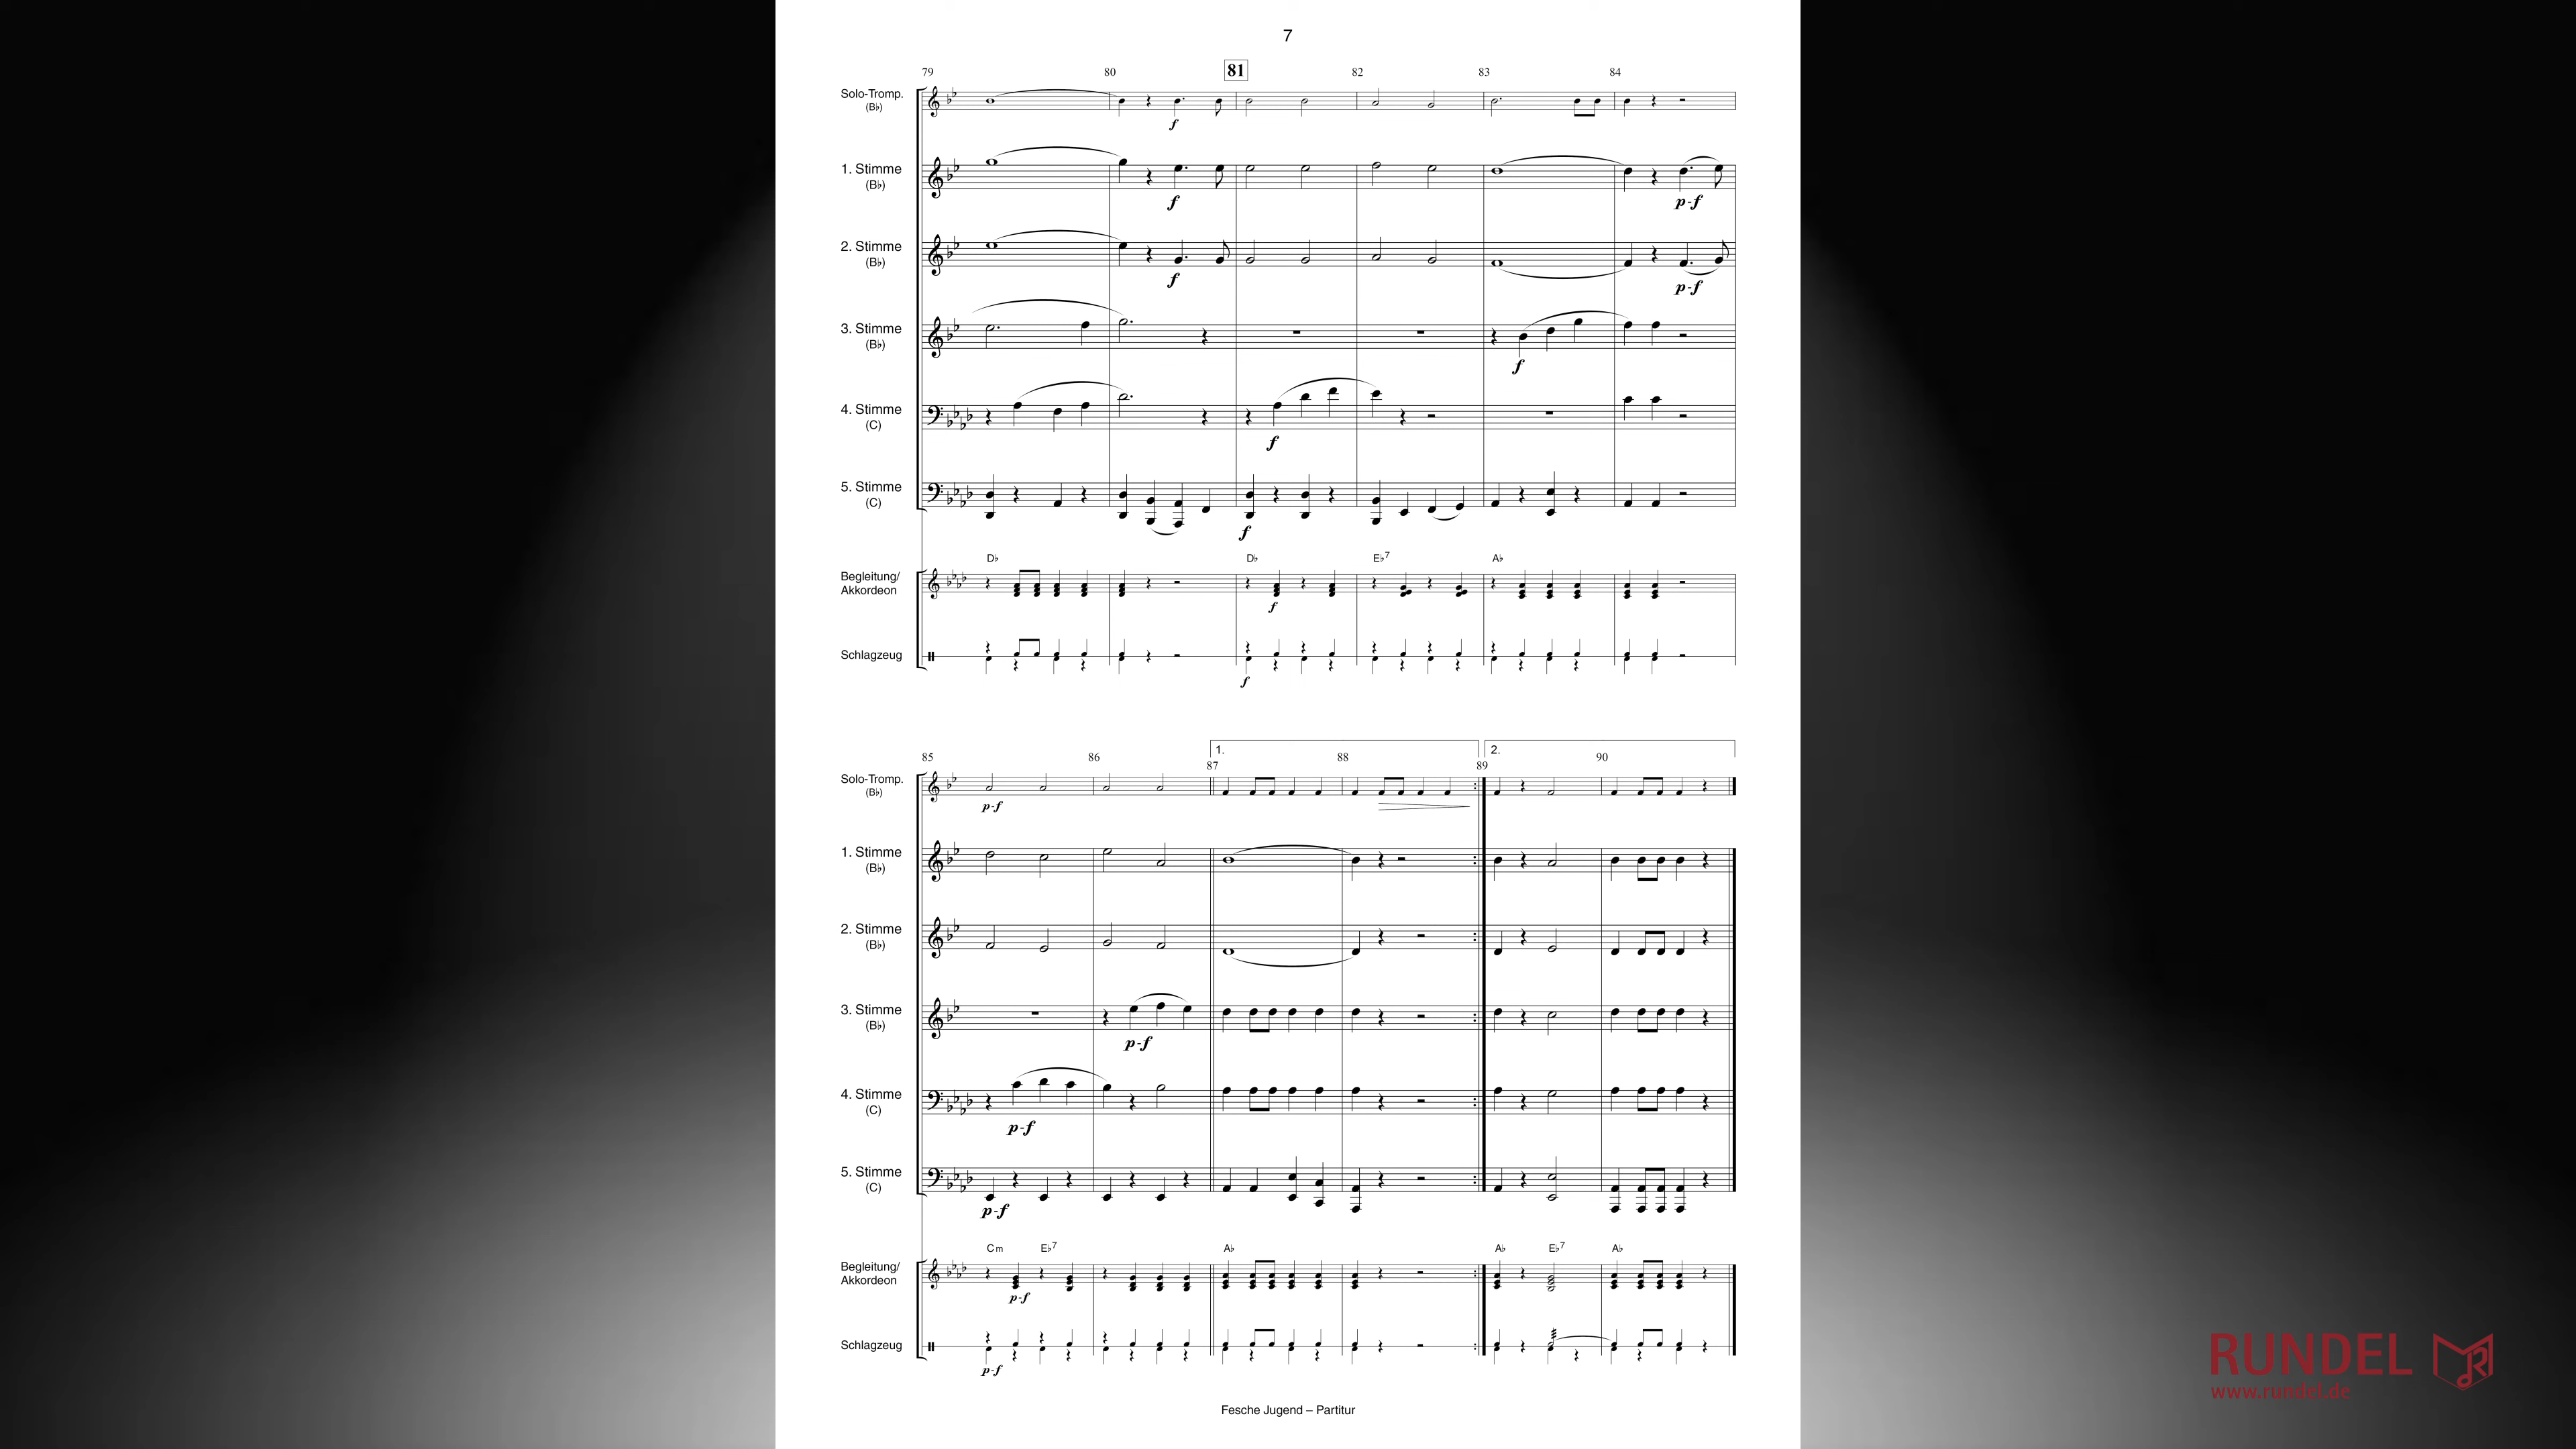 7
79 80 81 82 83 84
Solo-Tromp.
(B♭)
f
1. Stimme
(B♭)
f p-f
2. Stimme
(B♭)
f p-f
3. Stimme
(B♭)
f
4. Stimme
(C)
f
5. Stimme
(C)
f
D♭ D♭ E♭7 A♭
Begleitung/
Akkordeon
f
Schlagzeug
f
1. 2.
85 86 87 88 89 90
Solo-Tromp.
(B♭)
p-f
1. Stimme
(B♭)
2. Stimme
(B♭)
3. Stimme
(B♭)
p-f
4. Stimme
(C)
p-f
5. Stimme
(C)
p-f
Cm E♭7 A♭ A♭ E♭7 A♭
Begleitung/
Akkordeon
p-f
Schlagzeug
p-f
Fesche Jugend – Partitur
RUNDEL
www.rundel.de